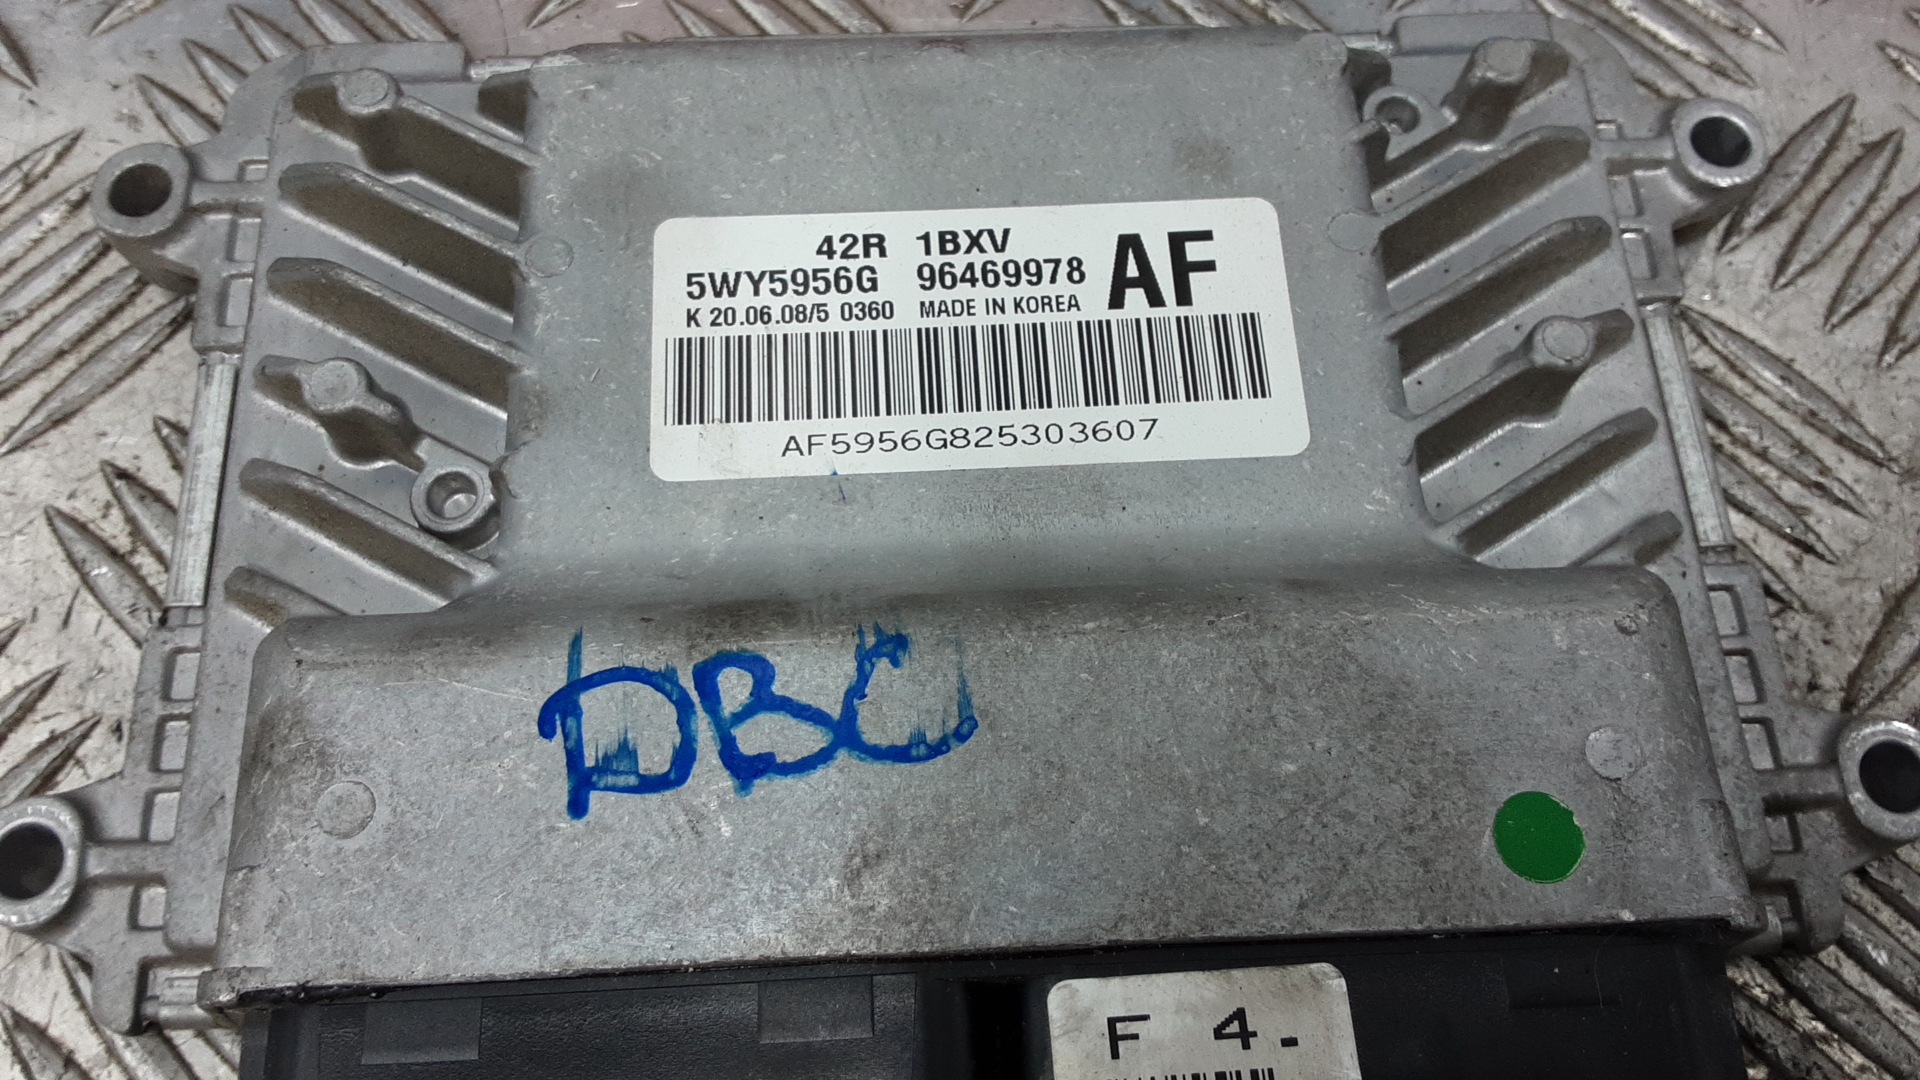 42R 1BXV
5WY5956G 96469978 AF
K 20.06.08/5 0360 MADE IN KOREA
AF5956G825303607
DBC
F 4-